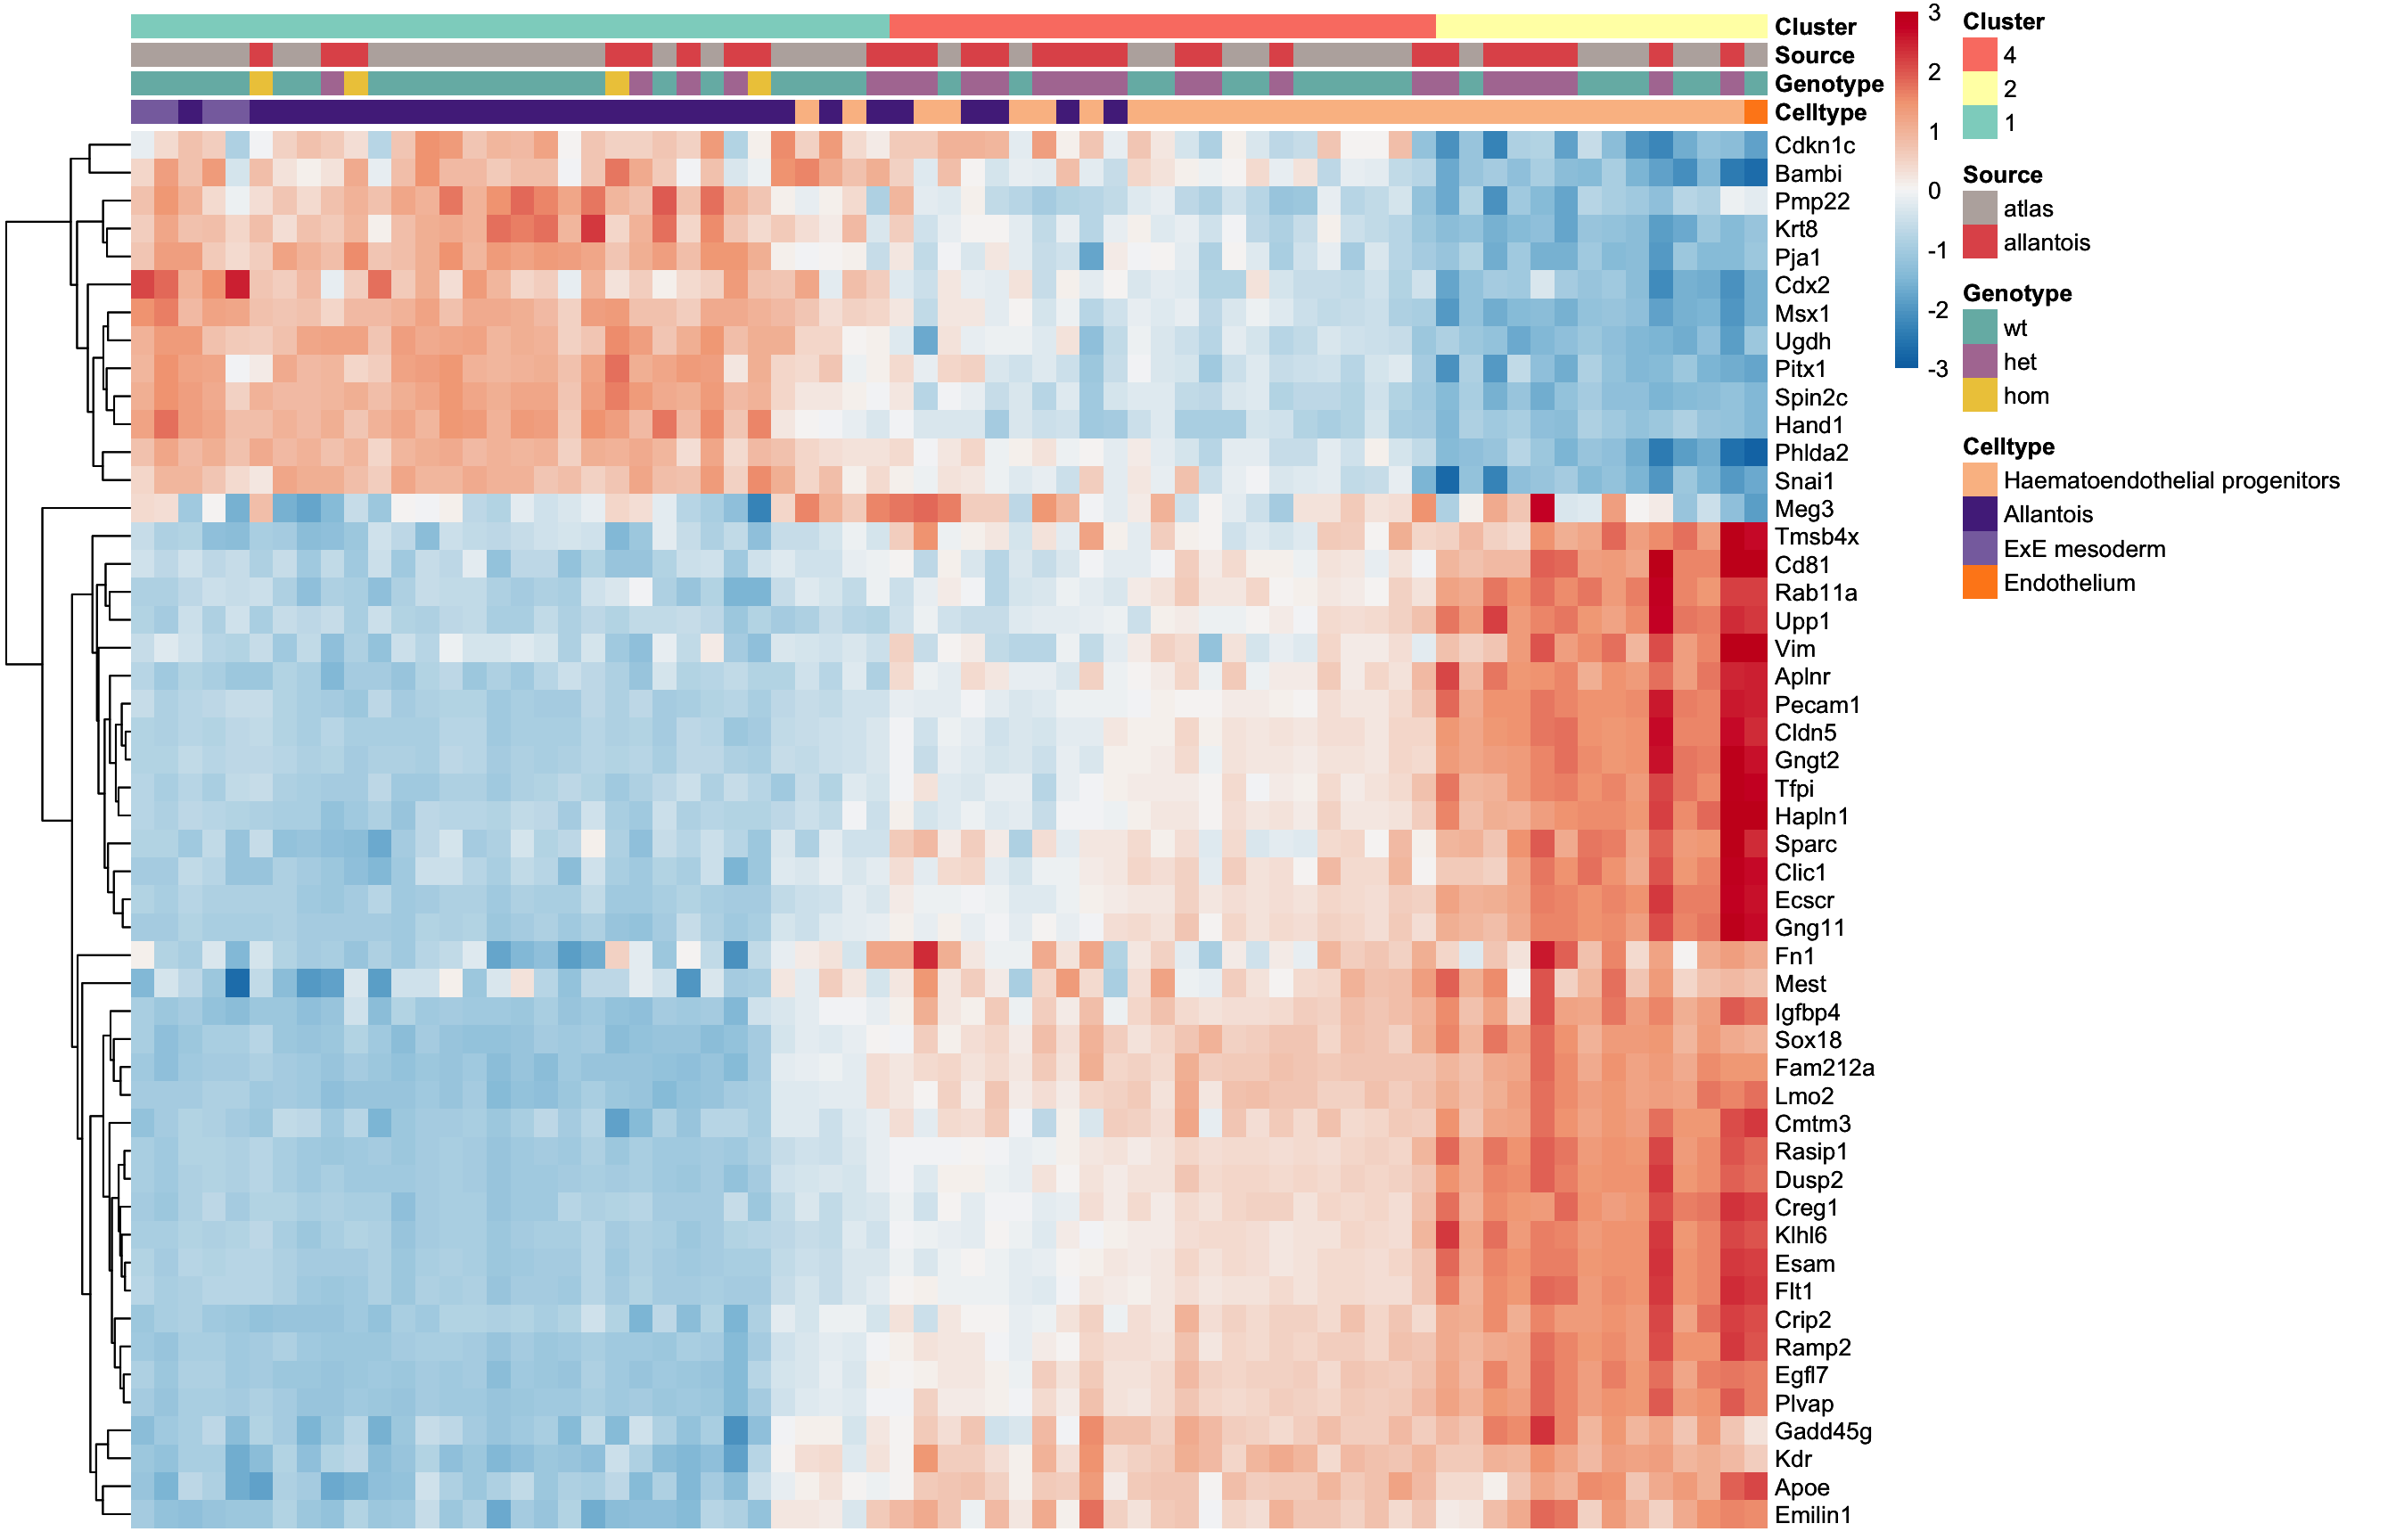 Cluster
Source
Genotype
Celltype
Cdkn1c
Bambi
Pmp22
Krt8
Pja1
Cdx2
Msx1
Ugdh
Pitx1
Spin2c
Hand1
Phlda2
Snai1
Meg3
Tmsb4x
Cd81
Rab11a
Upp1
Vim
Aplnr
Pecam1
Cldn5
Gngt2
Tfpi
Hapln1
Sparc
Clic1
Ecscr
Gng11
Fn1
Mest
Igfbp4
Sox18
Fam212a
Lmo2
Cmtm3
Rasip1
Dusp2
Creg1
Klhl6
Esam
Flt1
Crip2
Ramp2
Egfl7
Plvap
Gadd45g
Kdr
Apoe
Emilin1
3
2
1
0
-1
-2
-3
Cluster
4
2
1
Source
atlas
allantois
Genotype
wt
het
hom
Celltype
Haematoendothelial progenitors
Allantois
ExE mesoderm
Endothelium